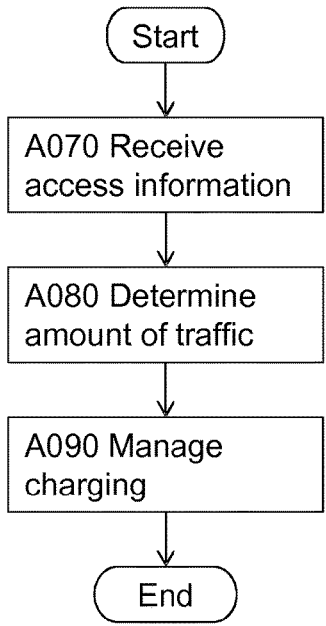 Start
A070 Receive
access information
A080 Determine
amount of traffic
A090 Manage
charging
End